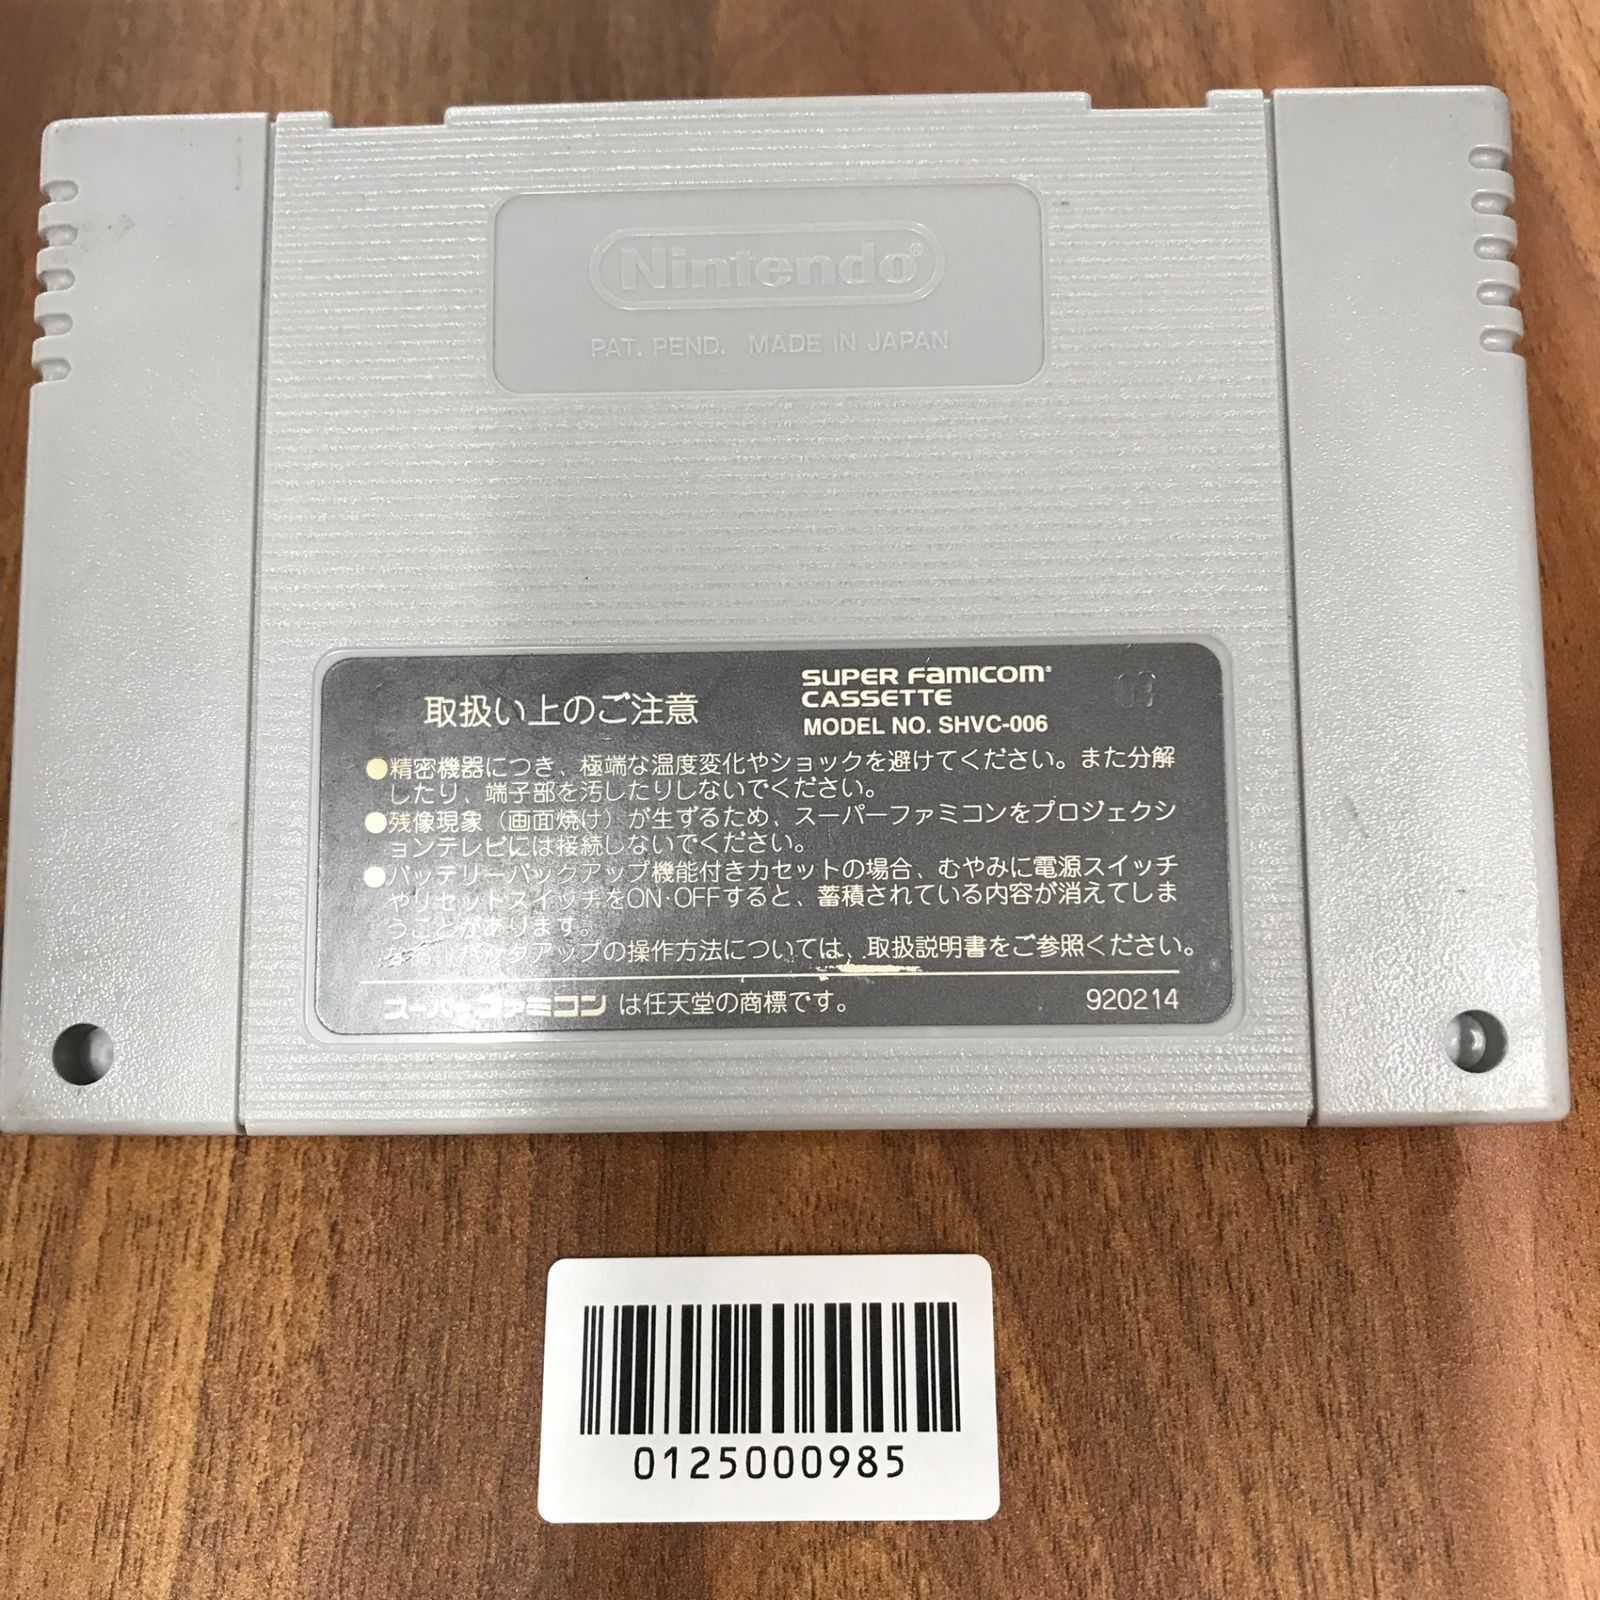 Nintendo®
PAT. PEND. MADE IN JAPAN
取扱い上のご注意
SUPER FAMICOM®
CASSETTE
MODEL NO. SHVC-006
●精密機器につき、極端な温度変化やショックを避けてください。また分解
したり、端子部を汚したりしないでください。
●残像現象（画面焼け）が生ずるため、スーパーファミコンをプロジェクシ
ョンテレビには接続しないでください。
●バッテリーバックアップ機能付きカセットの場合、むやみに電源スイッチ
やリセットスイッチをON·OFFすると、蓄積されている内容が消えてしま
うことがあります。
なお、バックアップの操作方法については、取扱説明書をご参照ください。
スーパーファミコン は任天堂の商標です。
920214
0125000985